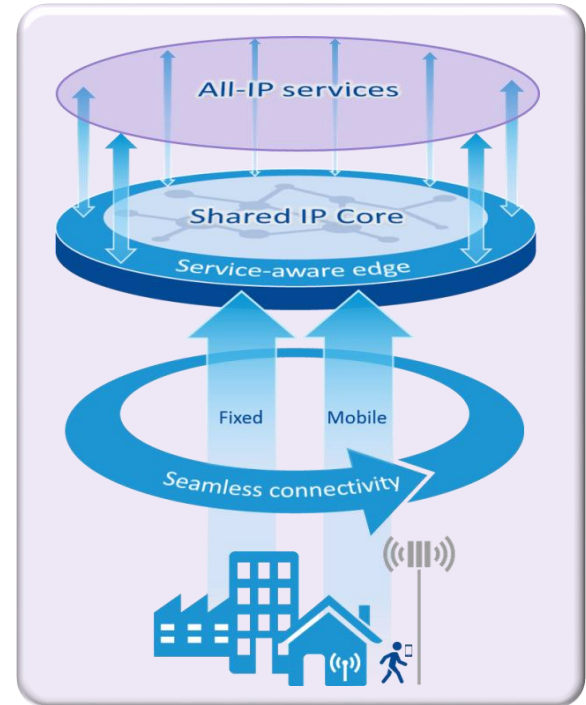 All-IP services
Shared IP Core
Service-aware edge
Fixed
Mobile
Seamless connectivity